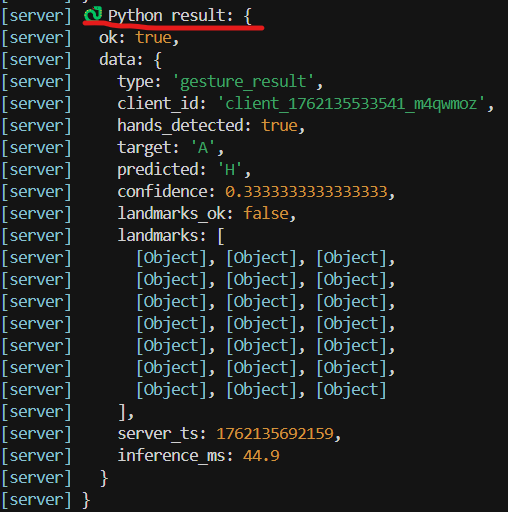 [server] 🐍 Python result: {
[server]   ok: true,
[server]   data: {
[server]     type: 'gesture_result',
[server]     client_id: 'client_1762135533541_m4qwmoz',
[server]     hands_detected: true,
[server]     target: 'A',
[server]     predicted: 'H',
[server]     confidence: 0.3333333333333333,
[server]     landmarks_ok: false,
[server]     landmarks: [
[server]       [Object], [Object], [Object],
[server]       [Object], [Object], [Object],
[server]       [Object], [Object], [Object],
[server]       [Object], [Object], [Object],
[server]       [Object], [Object], [Object],
[server]       [Object], [Object], [Object],
[server]       [Object], [Object], [Object]
[server]     ],
[server]     server_ts: 1762135692159,
[server]     inference_ms: 44.9
[server]   }
[server] }